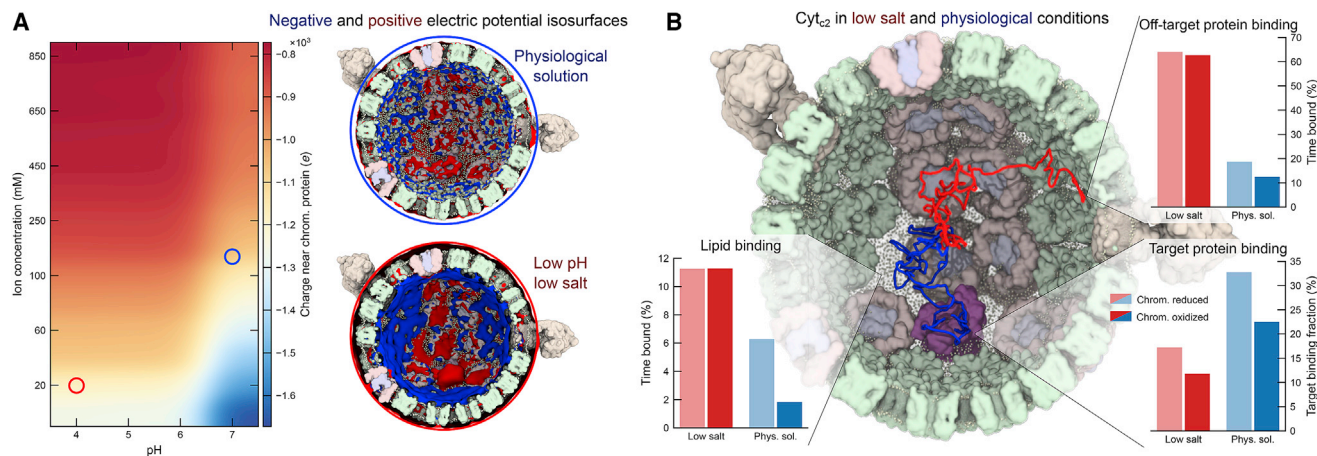 A
Negative and positive electric potential isosurfaces
×10³
850
650
450
250
100
60
20
Ion concentration (mM)
4
5
6
7
pH
−0.8
−0.9
−1.0
−1.1
−1.2
−1.3
−1.4
−1.5
−1.6
Charge near chrom. protein (e)
Physiological
solution
Low pH
low salt
B
Cyt_c2 in low salt and physiological conditions
Off-target protein binding
70
60
50
40
30
20
10
0
Time bound (%)
Low salt
Phys. sol.
Lipid binding
12
10
8
6
4
2
0
Time bound (%)
Low salt
Phys. sol.
Target protein binding
Chrom. reduced
Chrom. oxidized
35
30
25
20
15
10
5
0
Target binding fraction (%)
Low salt
Phys. sol.